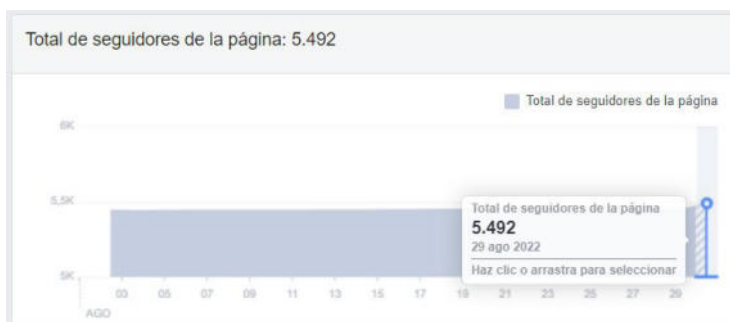 Total de seguidores de la página: 5.492
Total de seguidores de la página
6K
5,5K
Total de seguidores de la página
5.492
29 ago 2022
Haz clic o arrastra para seleccionar
5K
03 05 07 09 11 13 15 17 19 21 23 25 27 29
AGO